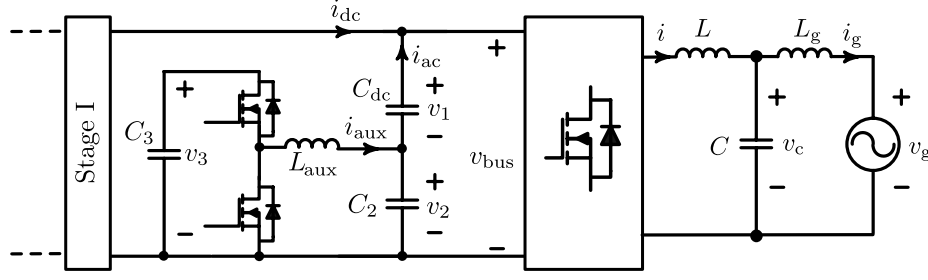 i_dc
i L L_g i_g
i_ac
Stage I
C_dc
+
+
+
C_3
v_3
v_1
i_aux
−
L_aux
v_bus
C
v_c
v_g
C_2
+
v_2
−
−
−
−
−
+
+